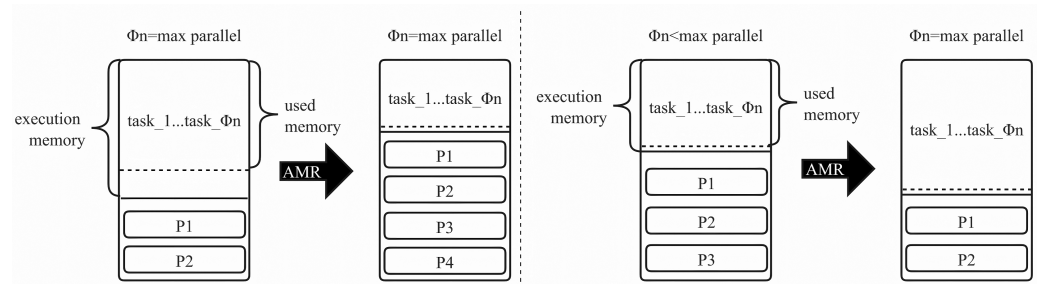 Φn=max parallel
execution
memory
task_1...task_Φn
used
memory
P1
P2
AMR
Φn=max parallel
task_1...task_Φn
P1
P2
P3
P4
Φn<max parallel
execution
memory
task_1...task_Φn
used
memory
P1
P2
P3
AMR
Φn=max parallel
task_1...task_Φn
P1
P2